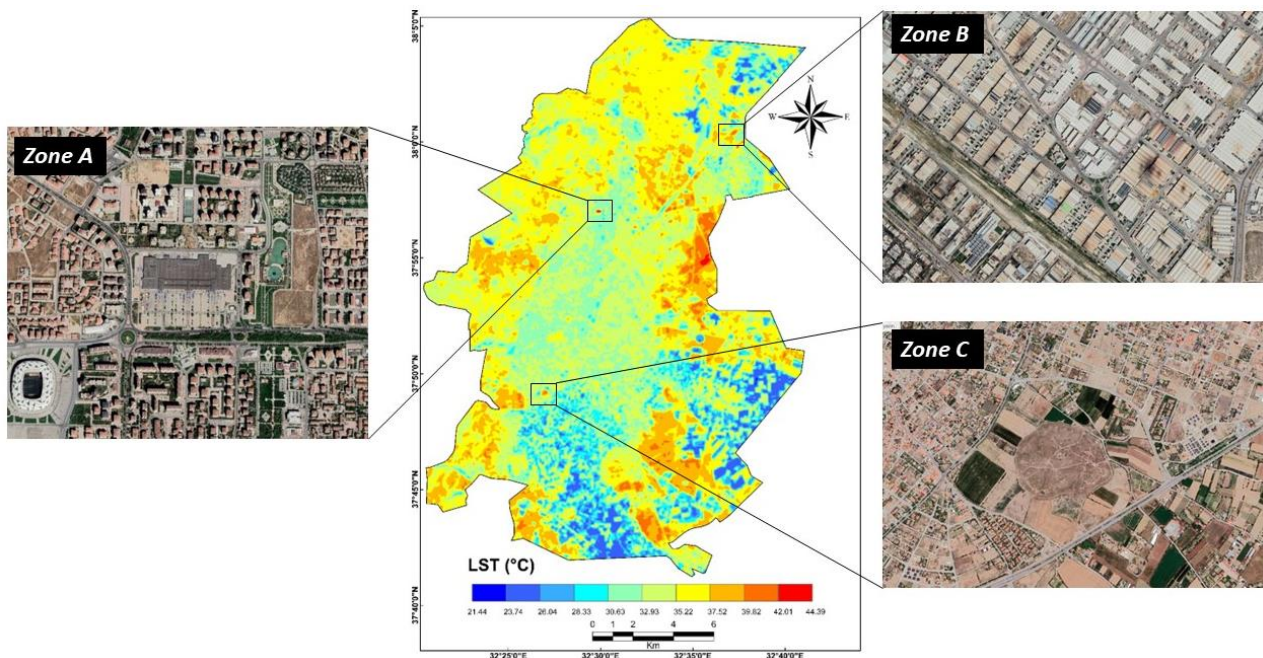 Zone A
Zone B
Zone C
N
W E
S
38°5'0"N
38°0'0"N
37°55'0"N
37°50'0"N
37°45'0"N
37°40'0"N
LST (°C)
21.44 23.74 26.04 28.33 30.63 32.93 35.22 37.52 39.82 42.01 44.39
0 1 2 4 6
Km
32°25'0"E 32°30'0"E 32°35'0"E 32°40'0"E